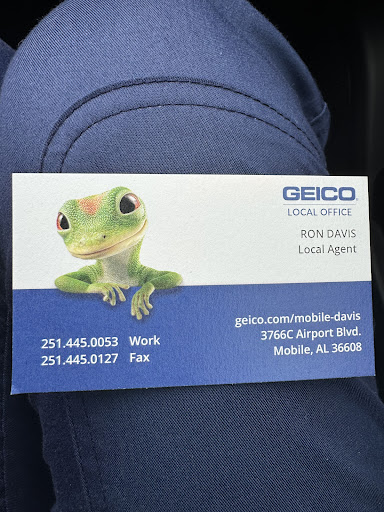 GEICO
LOCAL OFFICE
RON DAVIS
Local Agent
geico.com/mobile-davis
3766C Airport Blvd.
Mobile, AL 36608
251.445.0053 Work
251.445.0127 Fax